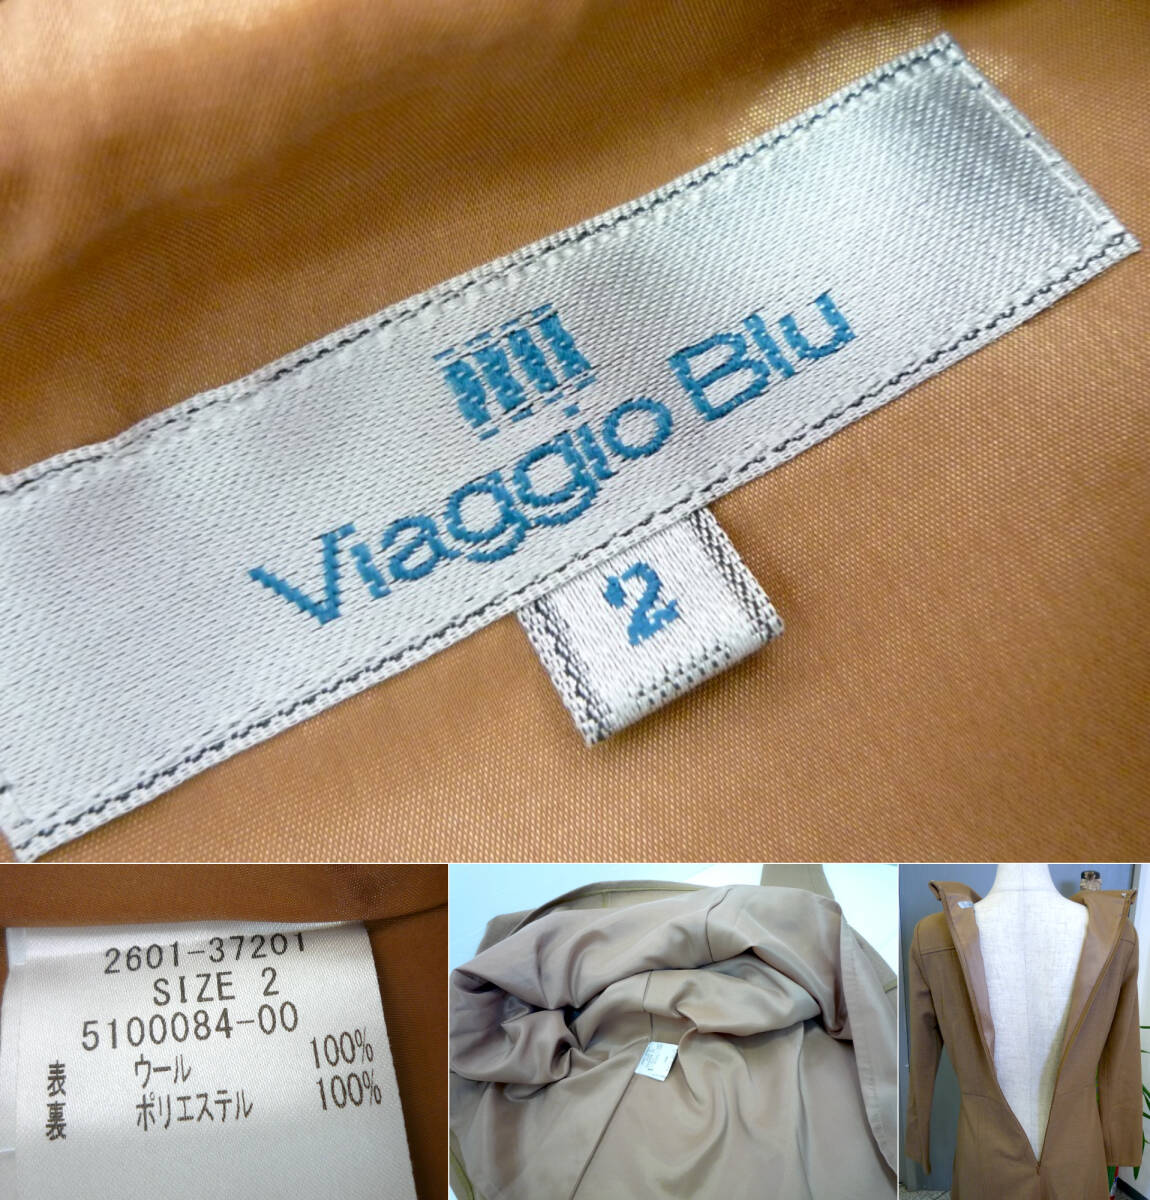 Viaggio Blu
2
2601-37201
SIZE 2
5100084-00
表 ウール 100%
裏 ポリエステル 100%